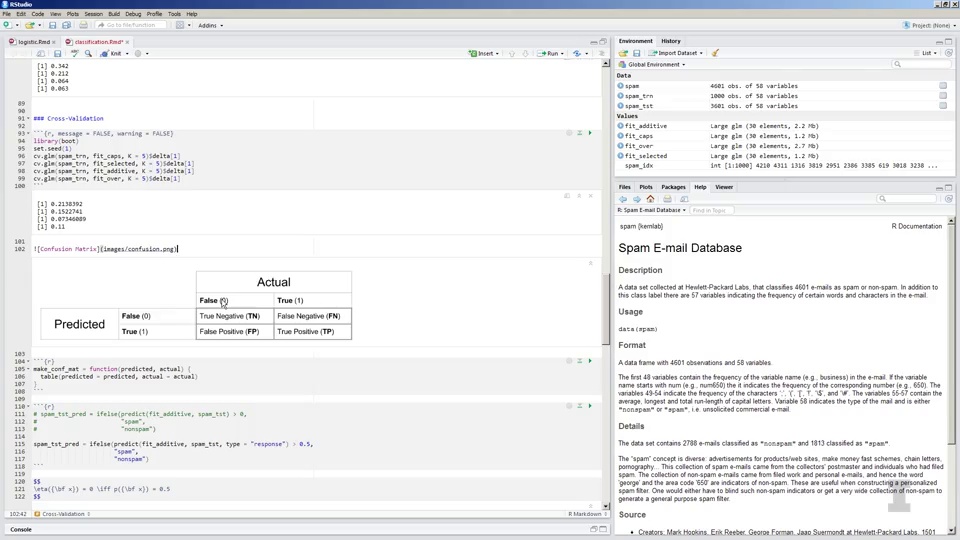 RStudio
File Edit Code View Plots Session Build Debug Profile Tools Help
Go to File/Function
Addins
Project: (None)
logistic.Rmd
classification.Rmd*
Knit
Insert
Run
[1] 0.342
[1] 0.212
[1] 0.064
[1] 0.063
89
90
91 ### Cross-Validation
92
93 ```{r, message = FALSE, warning = FALSE}
94 library(boot)
95 set.seed(1)
96 cv.glm(spam_trn, fit_caps, K = 5)$delta[1]
97 cv.glm(spam_trn, fit_selected, K = 5)$delta[1]
98 cv.glm(spam_trn, fit_additive, K = 5)$delta[1]
99 cv.glm(spam_trn, fit_over, K = 5)$delta[1]
100 ```
[1] 0.2138392
[1] 0.1522741
[1] 0.07346089
[1] 0.11
101
102 ![Confusion Matrix](images/confusion.png)
Actual
False (0) True (1)
Predicted
False (0) True Negative (TN) False Negative (FN)
True (1) False Positive (FP) True Positive (TP)
103
104 ```{r}
105 make_conf_mat = function(predicted, actual) {
106 table(predicted = predicted, actual = actual)
107 }
108 ```
109
110 ```{r}
111 # spam_tst_pred = ifelse(predict(fit_additive, spam_tst) > 0,
112 # "spam",
113 # "nonspam")
114
115 spam_tst_pred = ifelse(predict(fit_additive, spam_tst, type = "response") > 0.5,
116 "spam",
117 "nonspam")
118 ```
119
120 $$
121 \eta({\bf x}) = 0 \iff p({\bf x}) = 0.5
122 $$
102:42 Cross-Validation R Markdown
Console
Environment History
Import Dataset
List
Global Environment
Data
spam 4601 obs. of 58 variables
spam_trn 1000 obs. of 58 variables
spam_tst 3601 obs. of 58 variables
Values
fit_additive Large glm (30 elements, 2.2 Mb)
fit_caps Large glm (30 elements, 1.2 Mb)
fit_over Large glm (30 elements, 2.7 Mb)
fit_selected Large glm (30 elements, 1.2 Mb)
spam_idx int [1:1000] 4210 4311 1316 3819 2951 2386 3385 619 3018 3238 ...
Files Plots Packages Help Viewer
R: Spam E-mail Database
Find in Topic
spam {kernlab} R Documentation
Spam E-mail Database
Description
A data set collected at Hewlett-Packard Labs, that classifies 4601 e-mails as spam or non-spam. In addition to
this class label there are 57 variables indicating the frequency of certain words and characters in the e-mail.
Usage
data(spam)
Format
A data frame with 4601 observations and 58 variables.
The first 48 variables contain the frequency of the variable name (e.g., business) in the e-mail. If the variable
name starts with num (e.g., num650) the it indicates the frequency of the corresponding number (e.g., 650). The
variables 49-54 indicate the frequency of the characters ';', '(', '[', '!', '\$', and '\#'. The variables 55-57 contain the
average, longest and total run-length of capital letters. Variable 58 indicates the type of the mail and is either
"nonspam" or "spam", i.e. unsolicited commercial e-mail.
Details
The data set contains 2788 e-mails classified as "nonspam" and 1813 classified as "spam".
The "spam" concept is diverse: advertisements for products/web sites, make money fast schemes, chain letters,
pornography... This collection of spam e-mails came from the collectors' postmaster and individuals who had filed
spam. The collection of non-spam e-mails came from filed work and personal e-mails, and hence the word
'george' and the area code '650' are indicators of non-spam. These are useful when constructing a personalized
spam filter. One would either have to blind such non-spam indicators or get a very wide collection of non-spam to
generate a general purpose spam filter.
Source
Creators: Mark Hopkins, Erik Reeber, George Forman, Jaap Suermondt at Hewlett-Packard Labs, 1501